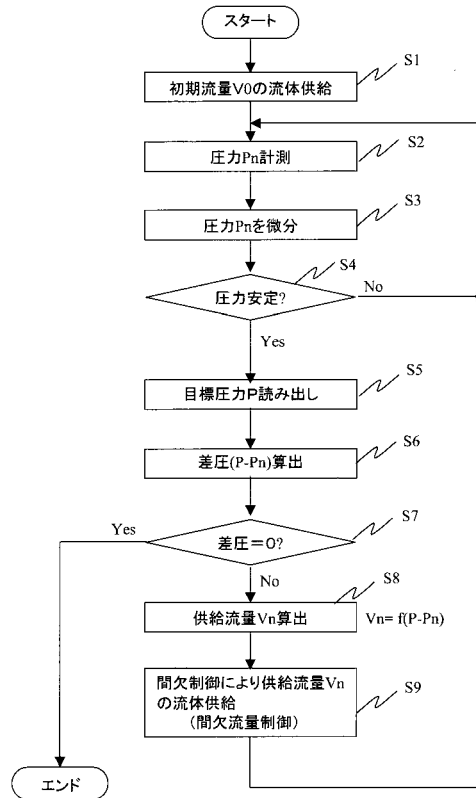 スタート
S1
初期流量V0の流体供給
S2
圧力Pn計測
S3
圧力Pnを微分
S4
圧力安定?
No
Yes
S5
目標圧力P読み出し
S6
差圧(P-Pn)算出
S7
Yes
差圧=0?
No
S8
供給流量Vn算出
Vn= f(P-Pn)
間欠制御により供給流量Vn
の流体供給
(間欠流量制御)
S9
エンド